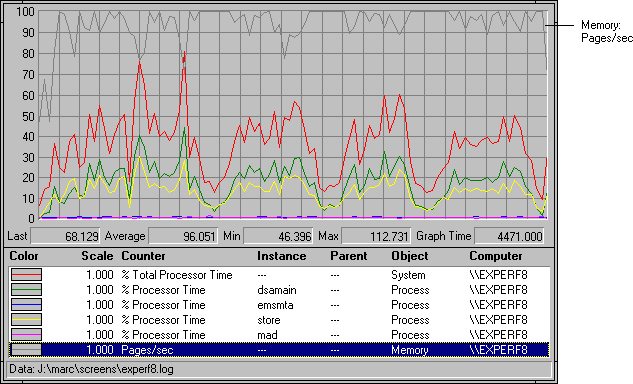 100
90
80
70
60
50
40
30
20
10
0
Memory:
Pages/sec
Last 68.129 Average 96.051 Min 46.396 Max 112.731 Graph Time 4471.000
Color Scale Counter Instance Parent Object Computer
1.000 % Total Processor Time --- --- System \\EXPERF8
1.000 % Processor Time dsamain --- Process \\EXPERF8
1.000 % Processor Time emsmta --- Process \\EXPERF8
1.000 % Processor Time store --- Process \\EXPERF8
1.000 % Processor Time mad --- Process \\EXPERF8
1.000 Pages/sec --- --- Memory \\EXPERF8
Data: J:\marc\screens\experf8.log